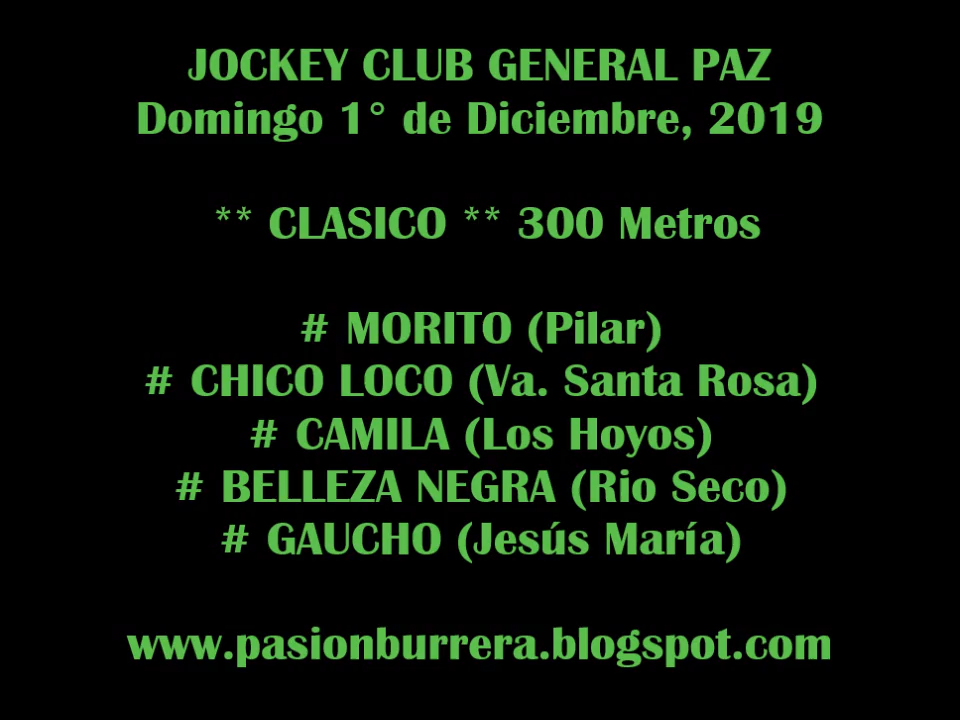 JOCKEY CLUB GENERAL PAZ
Domingo 1° de Diciembre, 2019
** CLASICO ** 300 Metros
# MORITO (Pilar)
# CHICO LOCO (Va. Santa Rosa)
# CAMILA (Los Hoyos)
# BELLEZA NEGRA (Rio Seco)
# GAUCHO (Jesús María)
www.pasionburrera.blogspot.com